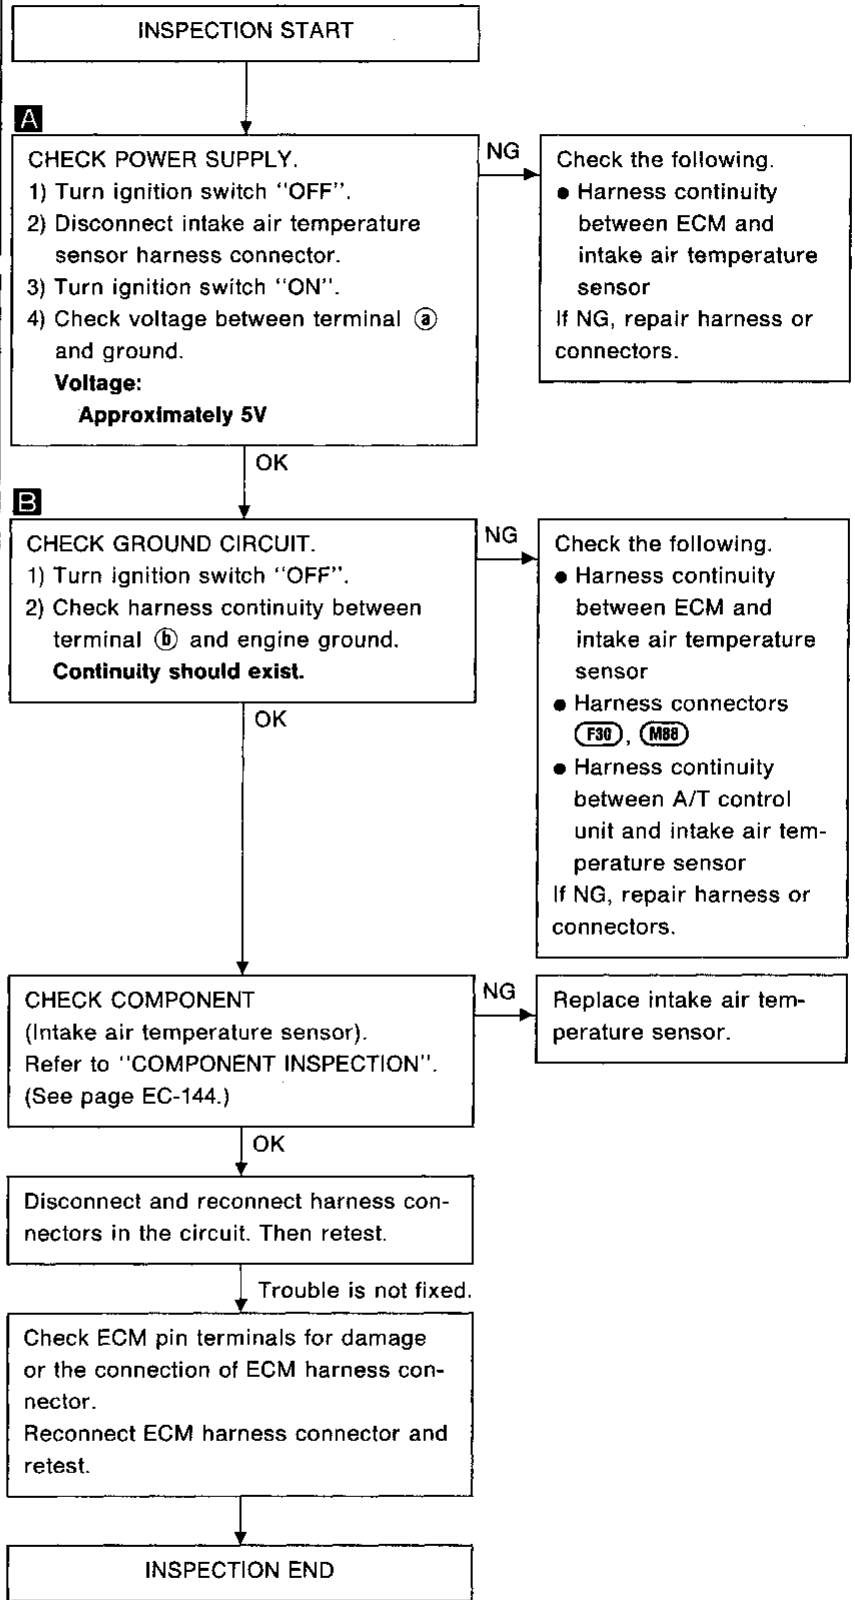 INSPECTION START
A
CHECK POWER SUPPLY.
1) Turn ignition switch "OFF".
2) Disconnect intake air temperature
sensor harness connector.
3) Turn ignition switch "ON".
4) Check voltage between terminal ⓐ
and ground.
Voltage:
Approximately 5V
NG
Check the following.
● Harness continuity
between ECM and
intake air temperature
sensor
If NG, repair harness or
connectors.
OK
B
CHECK GROUND CIRCUIT.
1) Turn ignition switch "OFF".
2) Check harness continuity between
terminal ⓑ and engine ground.
Continuity should exist.
NG
Check the following.
● Harness continuity
between ECM and
intake air temperature
sensor
● Harness connectors
F30, M88
● Harness continuity
between A/T control
unit and intake air tem-
perature sensor
If NG, repair harness or
connectors.
OK
CHECK COMPONENT
(Intake air temperature sensor).
Refer to "COMPONENT INSPECTION".
(See page EC-144.)
NG
Replace intake air tem-
perature sensor.
OK
Disconnect and reconnect harness con-
nectors in the circuit. Then retest.
Trouble is not fixed.
Check ECM pin terminals for damage
or the connection of ECM harness con-
nector.
Reconnect ECM harness connector and
retest.
INSPECTION END